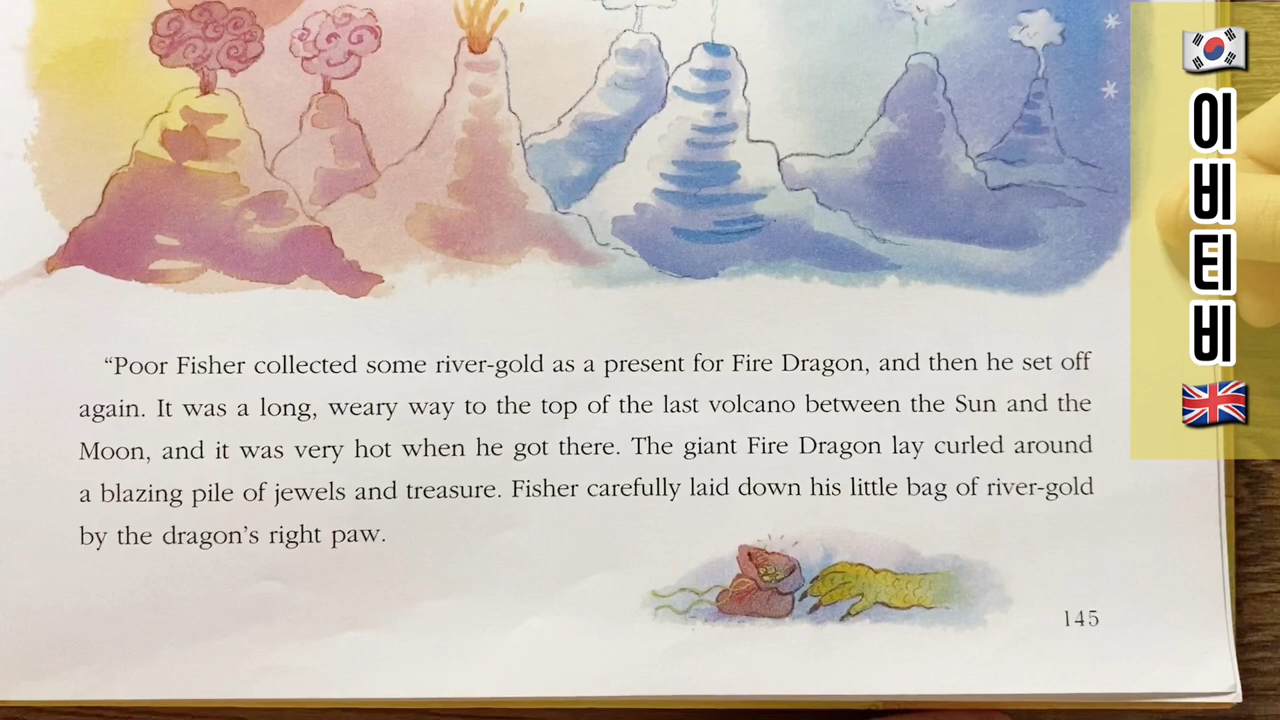 “Poor Fisher collected some river-gold as a present for Fire Dragon, and then he set off
again. It was a long, weary way to the top of the last volcano between the Sun and the
Moon, and it was very hot when he got there. The giant Fire Dragon lay curled around
a blazing pile of jewels and treasure. Fisher carefully laid down his little bag of river-gold
by the dragon’s right paw.
145
이비티비